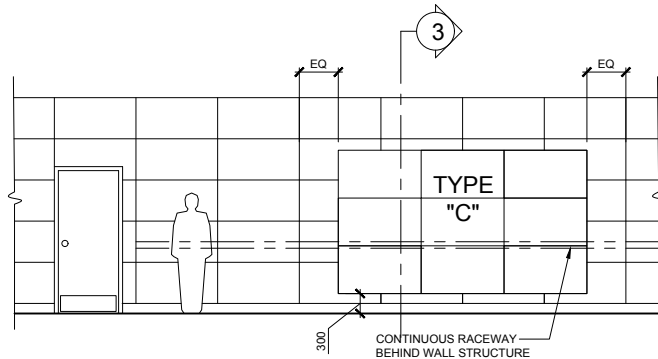 3
EQ
EQ
TYPE
"C"
300
CONTINUOUS RACEWAY
BEHIND WALL STRUCTURE